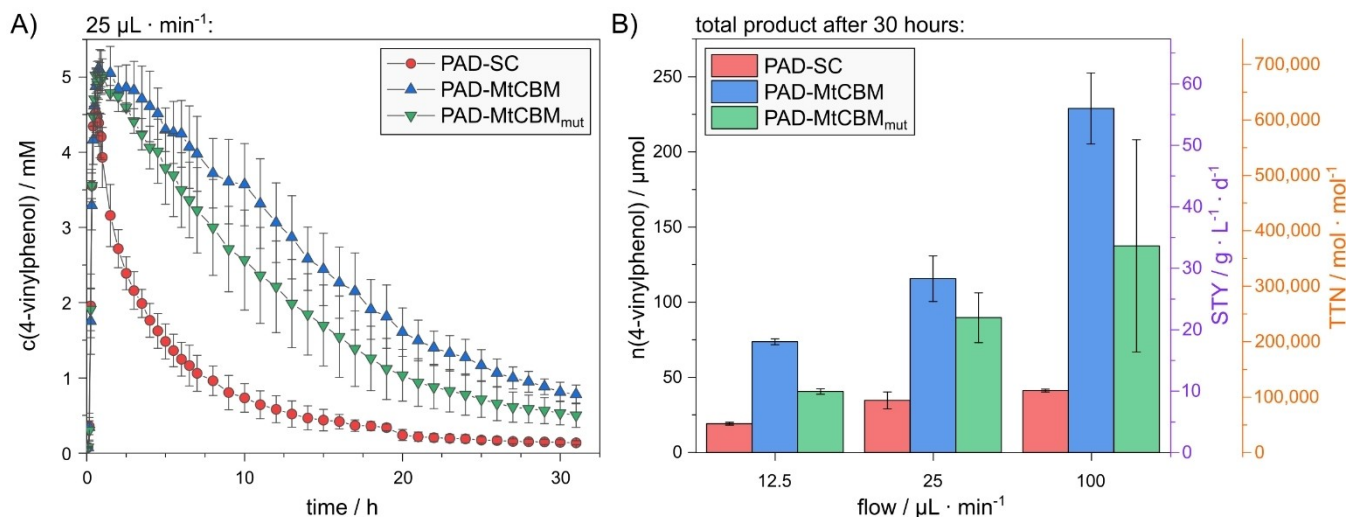 A)
25 µL · min⁻¹:
PAD-SC
PAD-MtCBM
PAD-MtCBMmut
c(4-vinylphenol) / mM
5
4
3
2
1
0
0
10
20
30
time / h
B)
total product after 30 hours:
PAD-SC
PAD-MtCBM
PAD-MtCBMmut
n(4-vinylphenol) / µmol
250
200
150
100
50
0
12.5
25
100
flow / µL · min⁻¹
60
50
40
30
20
10
0
STY / g · L⁻¹ · d⁻¹
700,000
600,000
500,000
400,000
300,000
200,000
100,000
0
TTN / mol · mol⁻¹